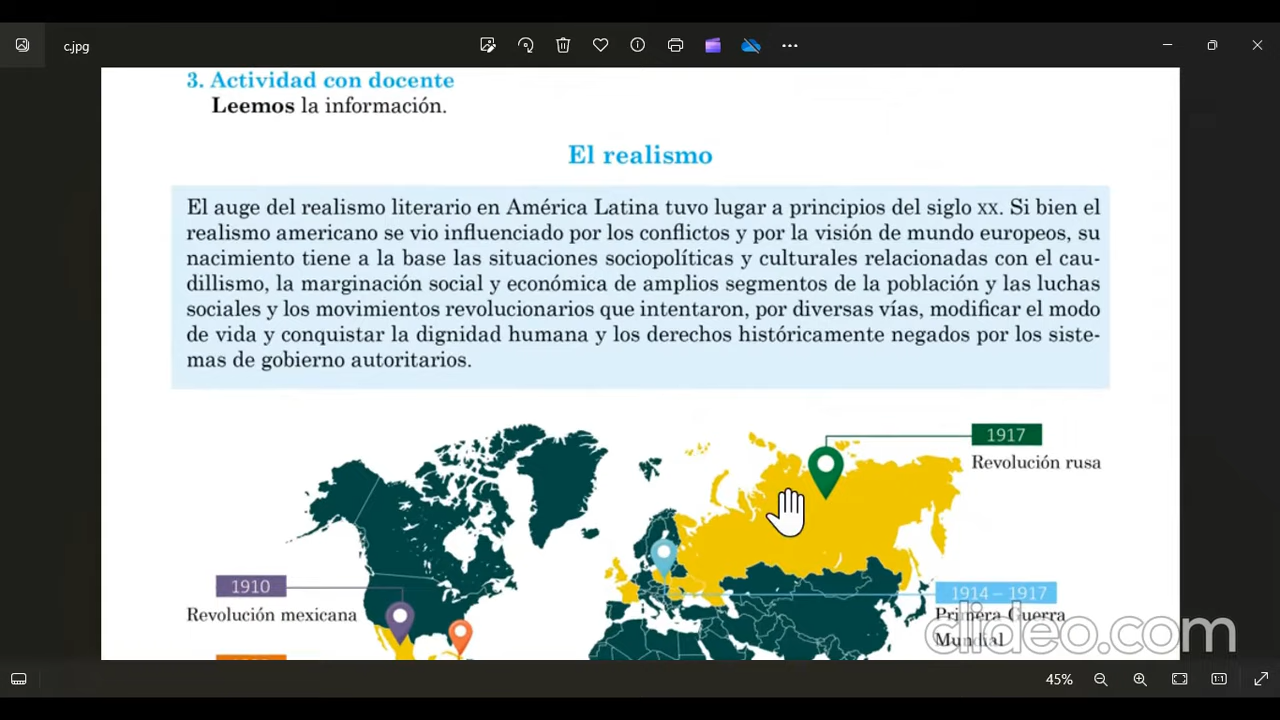 c.jpg
3. Actividad con docente
Leemos la información.
El realismo
El auge del realismo literario en América Latina tuvo lugar a principios del siglo XX. Si bien el
realismo americano se vio influenciado por los conflictos y por la visión de mundo europeos, su
nacimiento tiene a la base las situaciones sociopolíticas y culturales relacionadas con el cau-
dillismo, la marginación social y económica de amplios segmentos de la población y las luchas
sociales y los movimientos revolucionarios que intentaron, por diversas vías, modificar el modo
de vida y conquistar la dignidad humana y los derechos históricamente negados por los siste-
mas de gobierno autoritarios.
1917
Revolución rusa
1910
Revolución mexicana
1914 – 1917
Primera Guerra
Mundial
clideo.com
45%
1:1